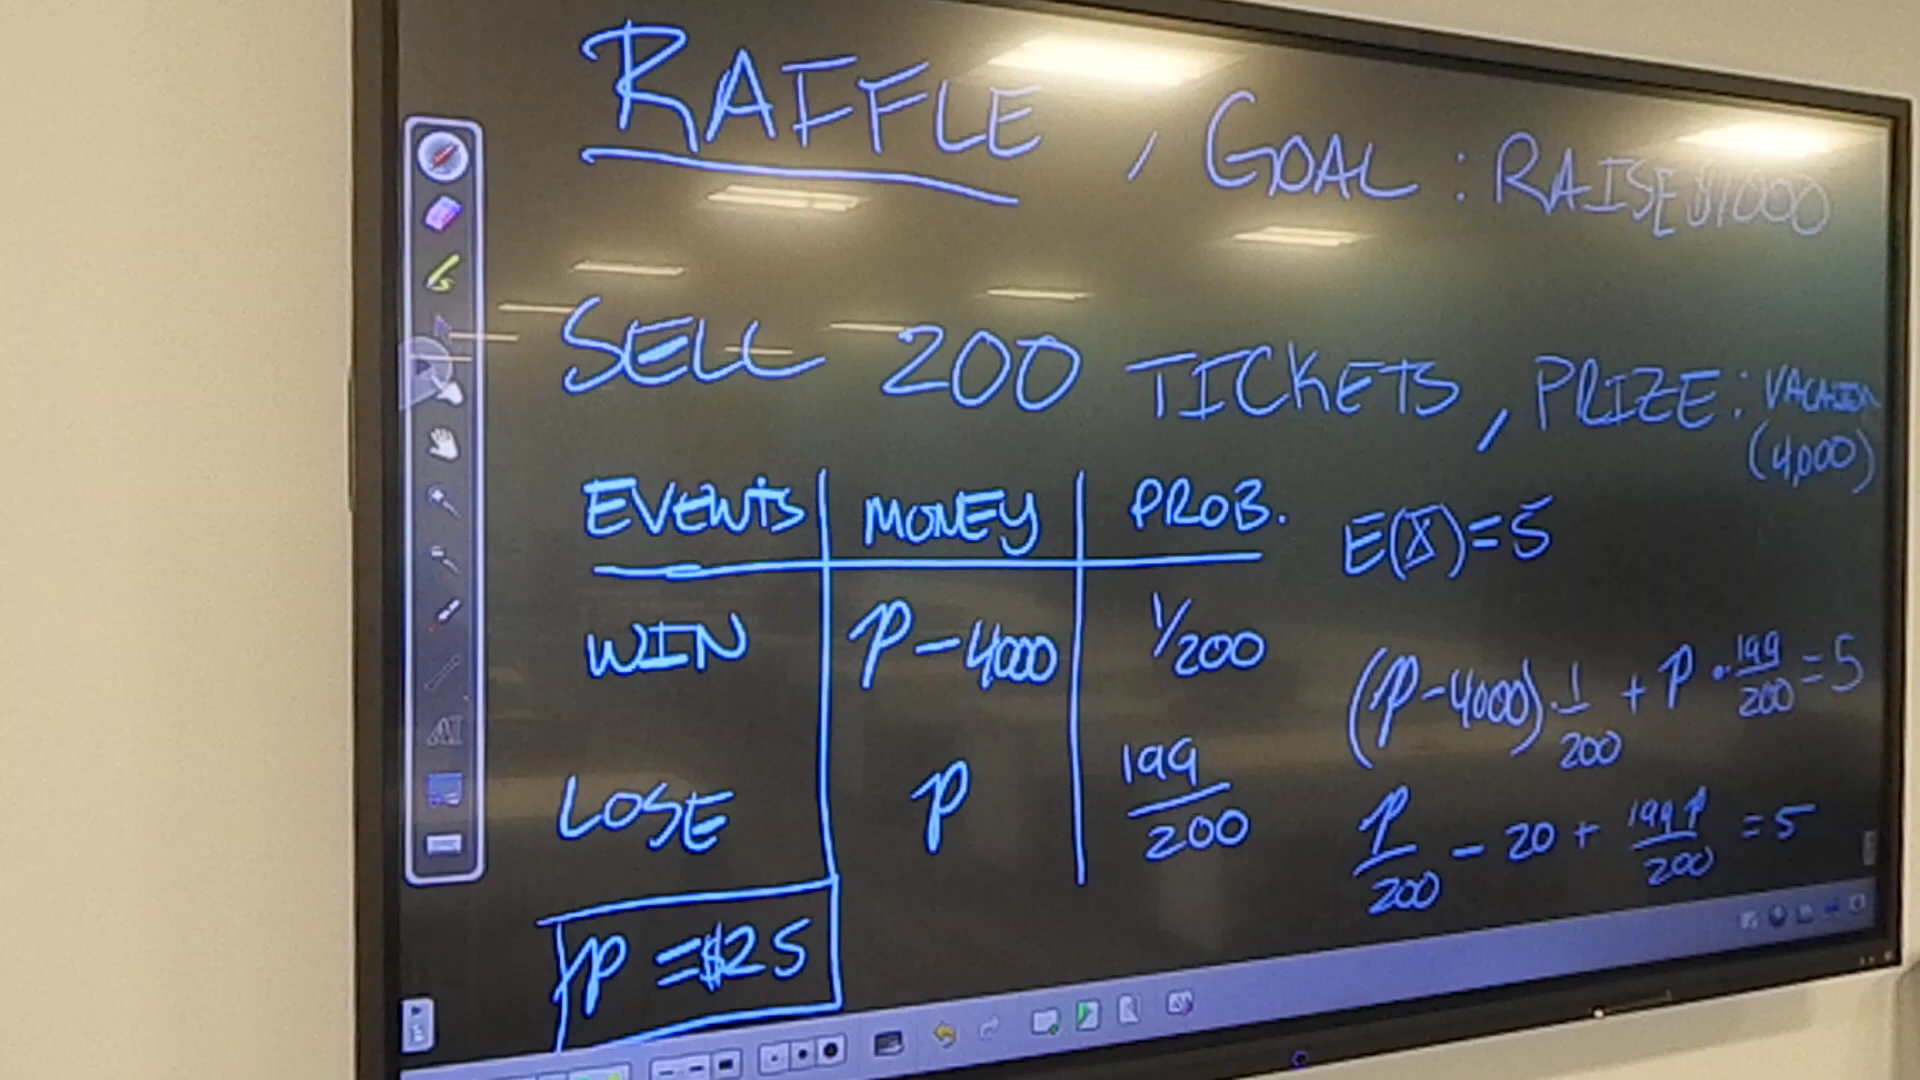 RAFFLE, GOAL: RAISE $1000
SELL 200 TICKETS, PRIZE: VACATION
(4,000)
EVENTS MONEY PROB.
E(X)=5
WIN p-4000 1/200
(p-4000)·1/200 + p·199/200=5
LOSE p 199/200
p/200 - 20 + 199p/200 = 5
p=$25